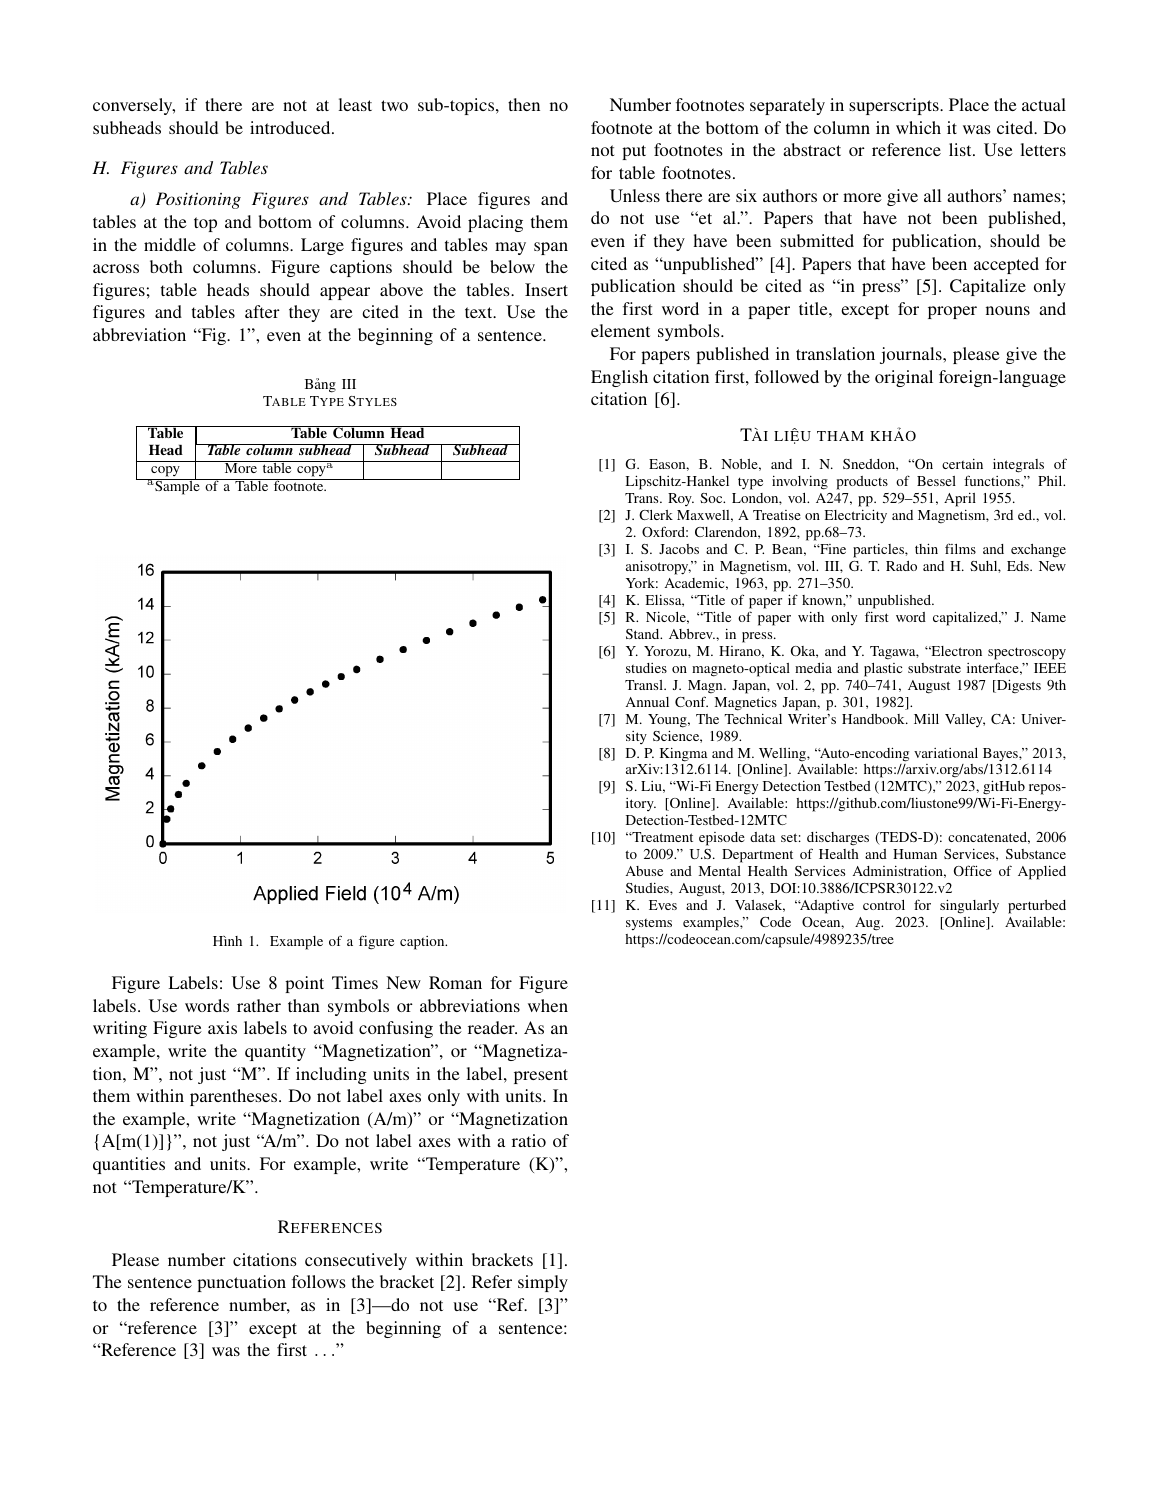 conversely, if there are not at least two sub-topics, then no
subheads should be introduced.
H. Figures and Tables
a) Positioning Figures and Tables: Place figures and
tables at the top and bottom of columns. Avoid placing them
in the middle of columns. Large figures and tables may span
across both columns. Figure captions should be below the
figures; table heads should appear above the tables. Insert
figures and tables after they are cited in the text. Use the
abbreviation “Fig. 1”, even at the beginning of a sentence.
Bảng III
TABLE TYPE STYLES
Table Table Column Head
Head Table column subhead Subhead Subhead
copy More table copyᵃ
ᵃSample of a Table footnote.
16
14
12
10
8
6
4
2
0
Magnetization (kA/m)
0 1 2 3 4 5
Applied Field (10⁴ A/m)
Hình 1. Example of a figure caption.
Figure Labels: Use 8 point Times New Roman for Figure
labels. Use words rather than symbols or abbreviations when
writing Figure axis labels to avoid confusing the reader. As an
example, write the quantity “Magnetization”, or “Magnetiza-
tion, M”, not just “M”. If including units in the label, present
them within parentheses. Do not label axes only with units. In
the example, write “Magnetization (A/m)” or “Magnetization
{A[m(1)]}”, not just “A/m”. Do not label axes with a ratio of
quantities and units. For example, write “Temperature (K)”,
not “Temperature/K”.
REFERENCES
Please number citations consecutively within brackets [1].
The sentence punctuation follows the bracket [2]. Refer simply
to the reference number, as in [3]—do not use “Ref. [3]”
or “reference [3]” except at the beginning of a sentence:
“Reference [3] was the first . . .”
Number footnotes separately in superscripts. Place the actual
footnote at the bottom of the column in which it was cited. Do
not put footnotes in the abstract or reference list. Use letters
for table footnotes.
Unless there are six authors or more give all authors’ names;
do not use “et al.”. Papers that have not been published,
even if they have been submitted for publication, should be
cited as “unpublished” [4]. Papers that have been accepted for
publication should be cited as “in press” [5]. Capitalize only
the first word in a paper title, except for proper nouns and
element symbols.
For papers published in translation journals, please give the
English citation first, followed by the original foreign-language
citation [6].
TÀI LIỆU THAM KHẢO
[1] G. Eason, B. Noble, and I. N. Sneddon, “On certain integrals of
Lipschitz-Hankel type involving products of Bessel functions,” Phil.
Trans. Roy. Soc. London, vol. A247, pp. 529–551, April 1955.
[2] J. Clerk Maxwell, A Treatise on Electricity and Magnetism, 3rd ed., vol.
2. Oxford: Clarendon, 1892, pp.68–73.
[3] I. S. Jacobs and C. P. Bean, “Fine particles, thin films and exchange
anisotropy,” in Magnetism, vol. III, G. T. Rado and H. Suhl, Eds. New
York: Academic, 1963, pp. 271–350.
[4] K. Elissa, “Title of paper if known,” unpublished.
[5] R. Nicole, “Title of paper with only first word capitalized,” J. Name
Stand. Abbrev., in press.
[6] Y. Yorozu, M. Hirano, K. Oka, and Y. Tagawa, “Electron spectroscopy
studies on magneto-optical media and plastic substrate interface,” IEEE
Transl. J. Magn. Japan, vol. 2, pp. 740–741, August 1987 [Digests 9th
Annual Conf. Magnetics Japan, p. 301, 1982].
[7] M. Young, The Technical Writer’s Handbook. Mill Valley, CA: Univer-
sity Science, 1989.
[8] D. P. Kingma and M. Welling, “Auto-encoding variational Bayes,” 2013,
arXiv:1312.6114. [Online]. Available: https://arxiv.org/abs/1312.6114
[9] S. Liu, “Wi-Fi Energy Detection Testbed (12MTC),” 2023, gitHub repos-
itory. [Online]. Available: https://github.com/liustone99/Wi-Fi-Energy-
Detection-Testbed-12MTC
[10] “Treatment episode data set: discharges (TEDS-D): concatenated, 2006
to 2009.” U.S. Department of Health and Human Services, Substance
Abuse and Mental Health Services Administration, Office of Applied
Studies, August, 2013, DOI:10.3886/ICPSR30122.v2
[11] K. Eves and J. Valasek, “Adaptive control for singularly perturbed
systems examples,” Code Ocean, Aug. 2023. [Online]. Available:
https://codeocean.com/capsule/4989235/tree